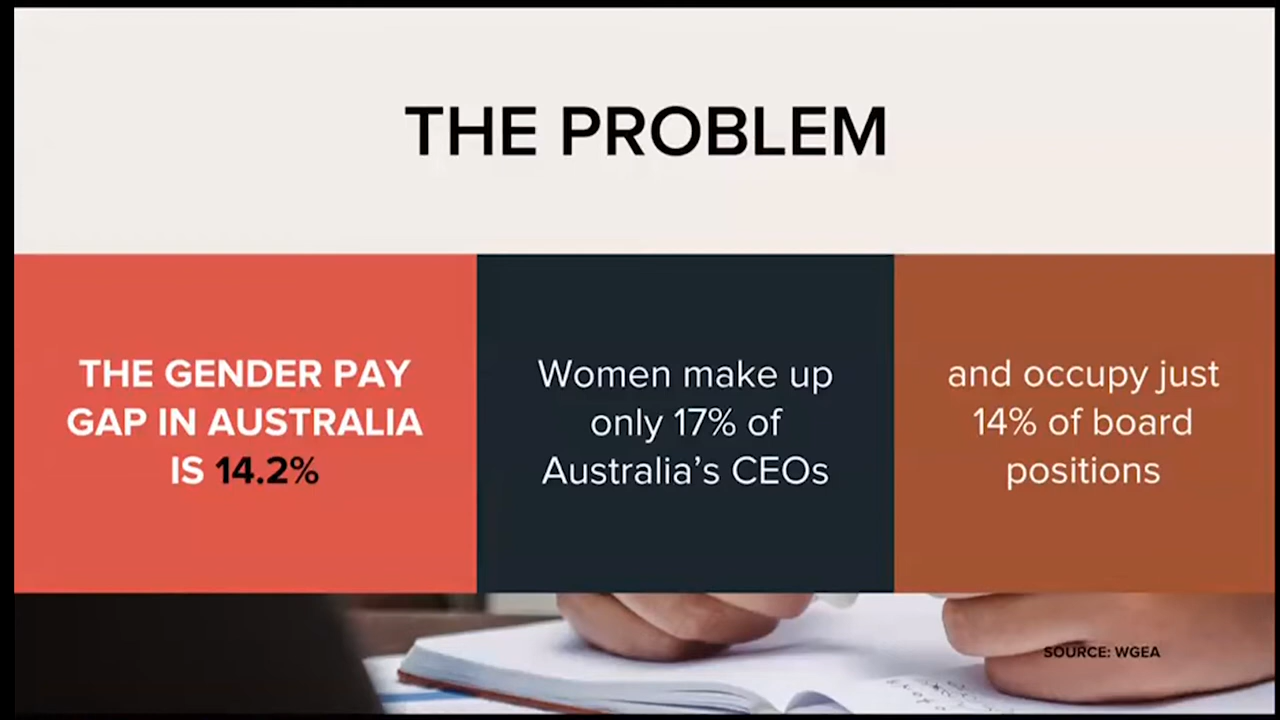 THE PROBLEM
THE GENDER PAY
GAP IN AUSTRALIA
IS 14.2%
Women make up
only 17% of
Australia’s CEOs
and occupy just
14% of board
positions
SOURCE: WGEA